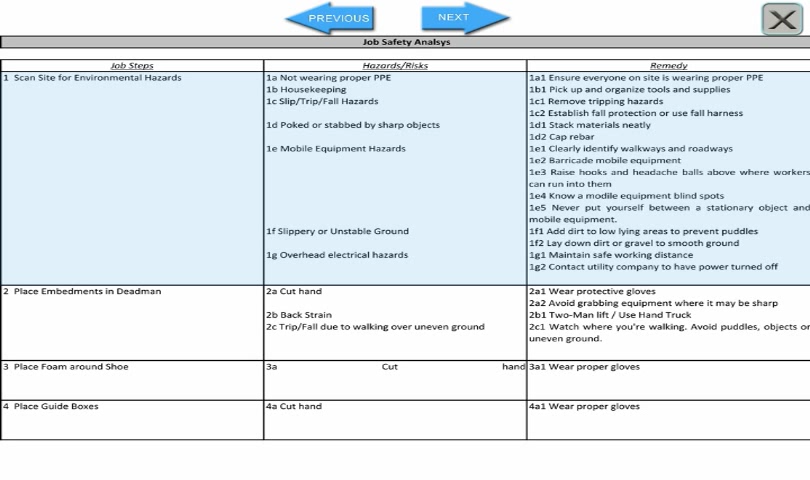 PREVIOUS
NEXT
Job Safety Analsys
Job Steps
Hazards/Risks
Remedy
1 Scan Site for Environmental Hazards
1a Not wearing proper PPE
1a1 Ensure everyone on site is wearing proper PPE
1b Housekeeping
1b1 Pick up and organize tools and supplies
1c Slip/Trip/Fall Hazards
1c1 Remove tripping hazards
1c2 Establish fall protection or use fall harness
1d Poked or stabbed by sharp objects
1d1 Stack materials neatly
1d2 Cap rebar
1e Mobile Equipment Hazards
1e1 Clearly identify walkways and roadways
1e2 Barricade mobile equipment
1e3 Raise hooks and headache balls above where workers
can run into them
1e4 Know a modile equipment blind spots
1e5 Never put yourself between a stationary object and
mobile equipment.
1f Slippery or Unstable Ground
1f1 Add dirt to low lying areas to prevent puddles
1f2 Lay down dirt or gravel to smooth ground
1g Overhead electrical hazards
1g1 Maintain safe working distance
1g2 Contact utility company to have power turned off
2 Place Embedments in Deadman
2a Cut hand
2a1 Wear protective gloves
2a2 Avoid grabbing equipment where it may be sharp
2b Back Strain
2b1 Two-Man lift / Use Hand Truck
2c Trip/Fall due to walking over uneven ground
2c1 Watch where you're walking. Avoid puddles, objects or
uneven ground.
3 Place Foam around Shoe
3a Cut hand
3a1 Wear proper gloves
4 Place Guide Boxes
4a Cut hand
4a1 Wear proper gloves